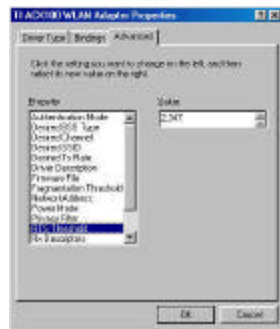 TI ACX100 WLAN Adapter Properties
Driver Type
Bindings
Advanced
Click the setting you want to change on the left, and then
select its new value on the right.
Property:
Value:
Authentication Mode
Desired BSS Type
Desired Channel
Desired SSID
Desired Tx Rate
Driver Description
Firmware File
Fragmentation Threshold
Network Address
Power Mode
Privacy Filter
RTS Threshold
Rx Descriptors
2,347
OK
Cancel